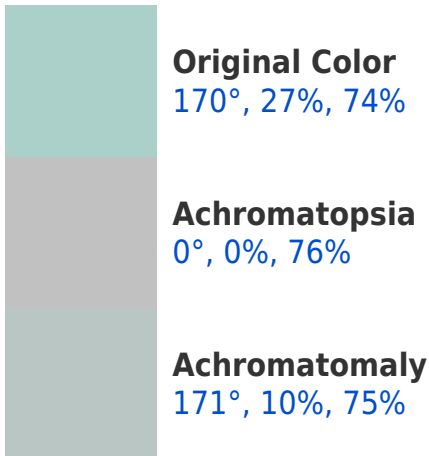 Original Color
170°, 27%, 74%
Achromatopsia
0°, 0%, 76%
Achromatomaly
171°, 10%, 75%